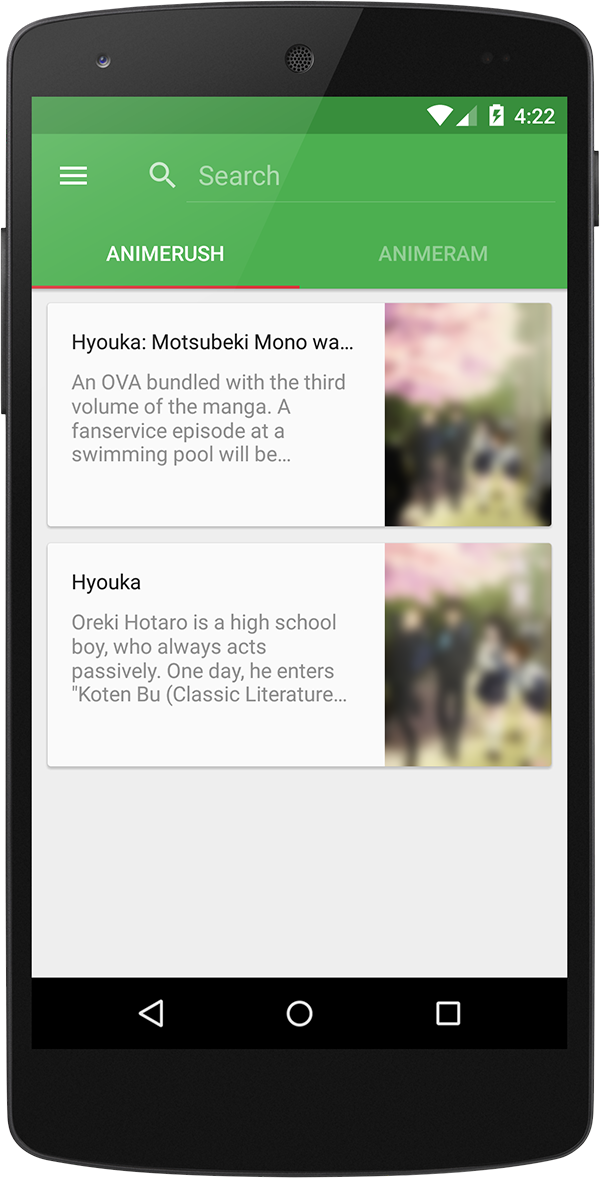 4:22
Search
ANIMERUSH
ANIMERAM
Hyouka: Motsubeki Mono wa...
An OVA bundled with the third
volume of the manga. A
fanservice episode at a
swimming pool will be...
Hyouka
Oreki Hotaro is a high school
boy, who always acts
passively. One day, he enters
"Koten Bu (Classic Literature...